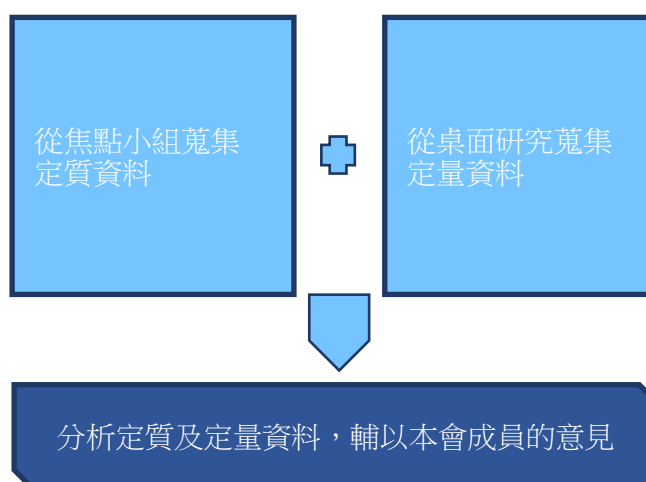 從焦點小組蒐集
定質資料
從桌面研究蒐集
定量資料
分析定質及定量資料，輔以本會成員的意見